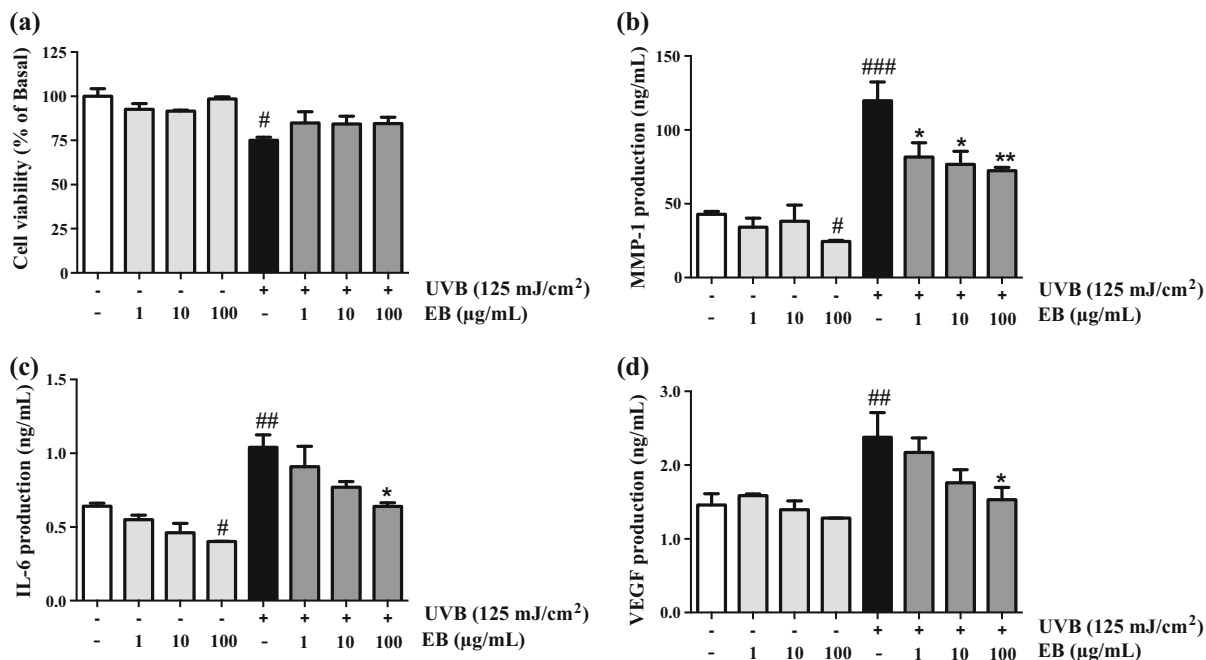 (a)
Cell viability (% of Basal)
125
100
75
50
25
0
#
- - - - + + + + UVB (125 mJ/cm²)
- 1 10 100 - 1 10 100 EB (µg/mL)
(b)
MMP-1 production (ng/mL)
150
100
50
0
# ### * * **
- - - - + + + + UVB (125 mJ/cm²)
- 1 10 100 - 1 10 100 EB (µg/mL)
(c)
IL-6 production (ng/mL)
1.5
1.0
0.5
0.0
# ## *
- - - - + + + + UVB (125 mJ/cm²)
- 1 10 100 - 1 10 100 EB (µg/mL)
(d)
VEGF production (ng/mL)
3.0
2.0
1.0
0.0
## *
- - - - + + + + UVB (125 mJ/cm²)
- 1 10 100 - 1 10 100 EB (µg/mL)